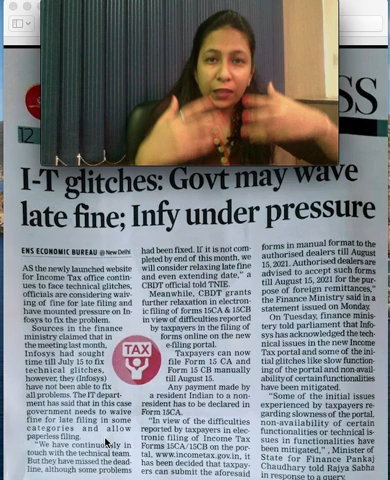 SS
12
I-T glitches: Govt may wave
late fine; Infy under pressure
ENS ECONOMIC BUREAU @ New Delhi
AS the newly launched website
for Income Tax office contin-
ues to face technical glitches,
officials are considering waiv-
ing of fine for late filing and
have mounted pressure on In-
fosys to fix the problem.
Sources in the finance
ministry claimed that in
the meeting last month,
Infosys had sought
time till July 15 to fix
technical glitches,
however, they (Infosys)
have not been able to fix
all problems. The IT depart-
ment has said that in this case
government needs to waive
fine for late filing in some
categories and allow
paperless filing.
"We have continuously in
touch with the technical team.
But they have missed the dead-
line, although is some problems
had been fixed. If it is not com-
pleted by end of this month, we
will consider relaxing late fine
and even extending date," a
CBDT official told TNIE.
Meanwhile, CBDT grants
further relaxation in electron-
ic filing of forms 15CA & 15CB
in view of difficulties reported
by taxpayers in the filing of
forms online on the new
e-filing portal.
Taxpayers can now
file Form 15 CA and
Form 15 CB manually
till August 15.
Any payment made by
a resident Indian to a non-
resident has to be declared in
Form 15CA.
"In view of the difficulties
reported by taxpayers in elec-
tronic filing of Income Tax
Forms 15CA/15CB on the por-
tal, www.incometax.gov.in, it
has been decided that taxpay-
ers can submit the aforesaid
TAX
forms in manual format to the
authorised dealers till August
15, 2021. Authorised dealers are
advised to accept such forms
till August 15, 2021 for the pur-
pose of foreign remittances,"
the Finance Ministry said in a
statement issued on Monday.
On Tuesday, finance minis-
try told parliament that Info-
sys has acknowledged the tech-
nical issues in the new Income
Tax portal and some of the ini-
tial glitches like slow function-
ing of the portal and non-avail-
ability of certain functionalities
have been mitigated.
"Some of the initial issues
experienced by taxpayers re-
garding slowness of the portal,
non-availability of certain
functionalities or technical is-
sues in functionalities have
been mitigated," , Minister of
State for Finance Pankaj
Chaudhary told Rajya Sabha
in response to a query.